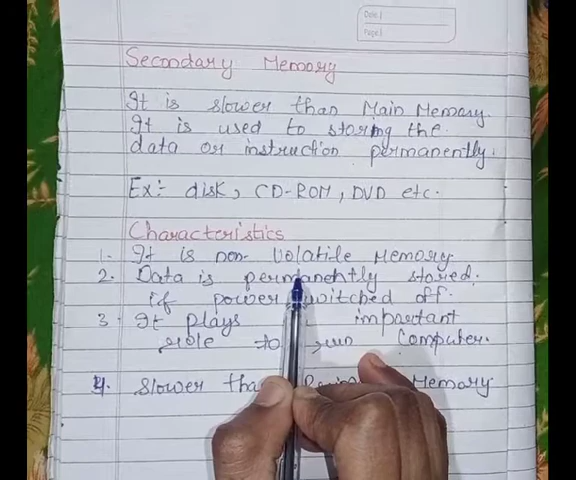 Date
Page
Secondary Memory
It is slower than Main Memory.
It is used to storing the
data or instruction permanently.
Ex:- disk, CD-ROM, DVD etc.
Characteristics
1. It is non-volatile Memory
2. Data is permanently stored.
if power switched off.
3. It plays important
role to run Computer.
4. Slower than Memory